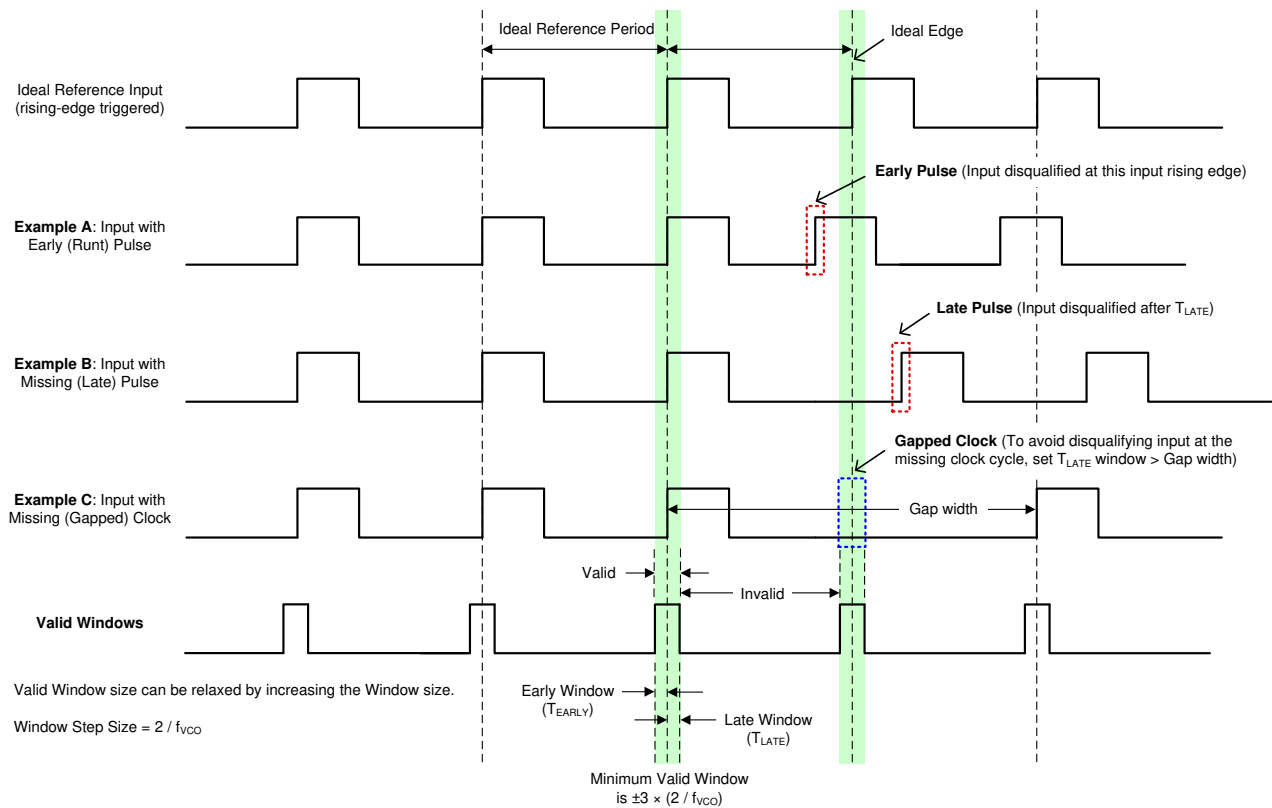 Ideal Reference Period
Ideal Edge
Ideal Reference Input
(rising-edge triggered)
Early Pulse (Input disqualified at this input rising edge)
Example A: Input with
Early (Runt) Pulse
Late Pulse (Input disqualified after TLATE)
Example B: Input with
Missing (Late) Pulse
Gapped Clock (To avoid disqualifying input at the
missing clock cycle, set TLATE window > Gap width)
Example C: Input with
Missing (Gapped) Clock
Gap width
Valid
Invalid
Valid Windows
Valid Window size can be relaxed by increasing the Window size.
Window Step Size = 2 / fVCO
Early Window
(TEARLY)
Late Window
(TLATE)
Minimum Valid Window
is ±3 × (2 / fVCO)